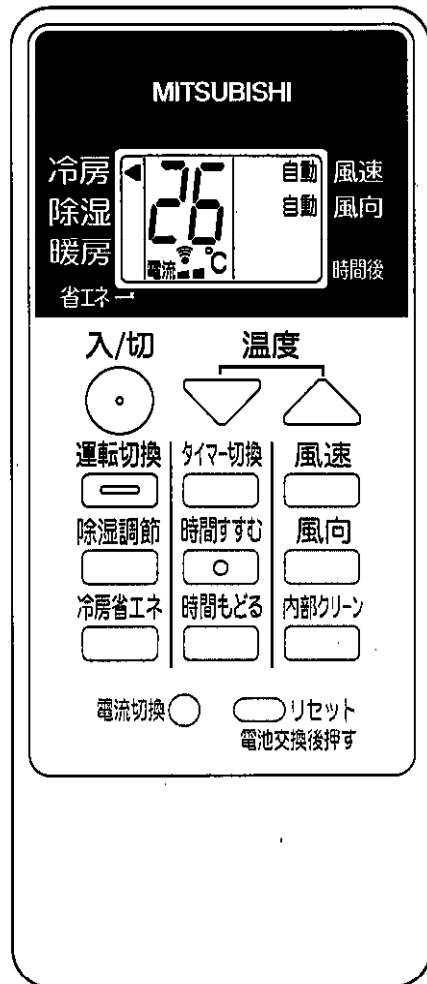 MITSUBISHI
冷房 ◀ 26 自動 風速
除湿 自動 風向
暖房 電流 ℃ 時間後
省エネ
入/切 温度
運転切換 タイマー切換 風速
除湿調節 時間すすむ 風向
冷房省エネ 時間もどる 内部クリーン
電流切換 リセット
電池交換後押す